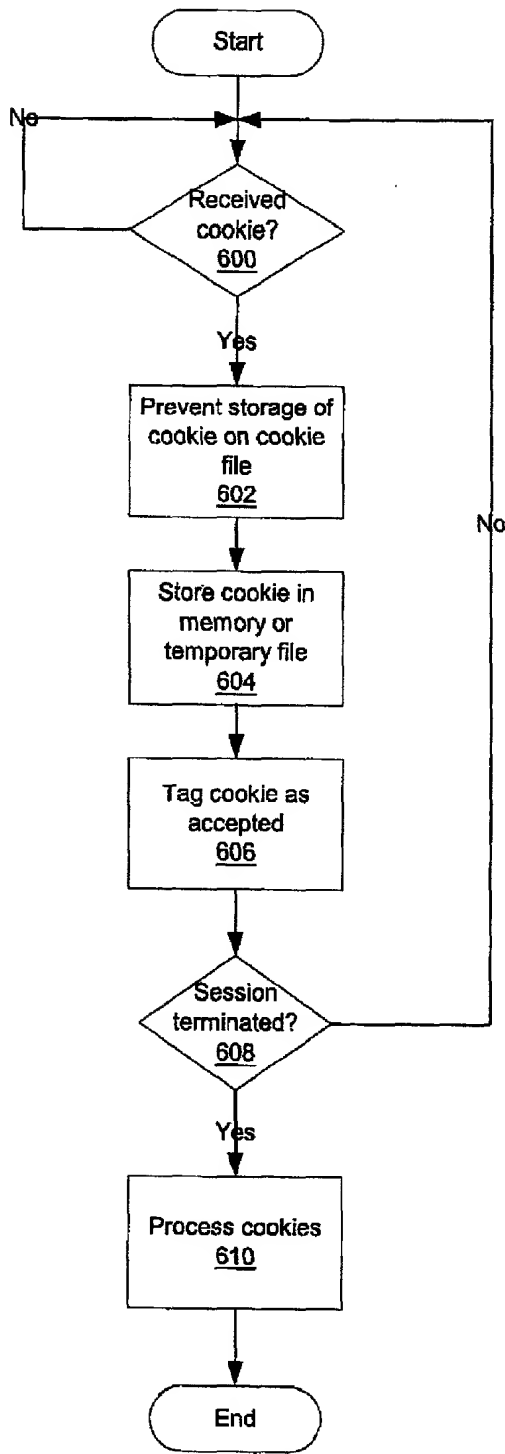 Start
No
Received
cookie?
600
Yes
Prevent storage of
cookie on cookie
file
602
No
Store cookie in
memory or
temporary file
604
Tag cookie as
accepted
606
Session
terminated?
608
Yes
Process cookies
610
End